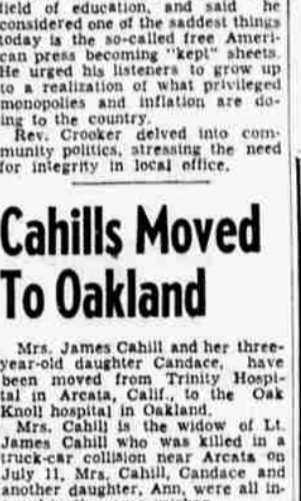 field of education, and said he
considered one of the saddest things
today is the so-called free Ameri-
can press becoming "kept" sheets.
He urged his listeners to grow up
to a realization of what privileged
monopolies and inflation are do-
ing to the country.
Rev. Crooker delved into com-
munity politics, stressing the need
for integrity in local office.
Cahills Moved
To Oakland
Mrs. James Cahill and her three-
year-old daughter Candace, have
been moved from Trinity Hospi-
tal in Arcata, Calif., to the Oak
Knoll hospital in Oakland.
Mrs. Cahill is the widow of Lt.
James Cahill who was killed in a
truck-car collision near Arcata on
July 11. Mrs. Cahill, Candace and
another daughter, Ann, were all in-